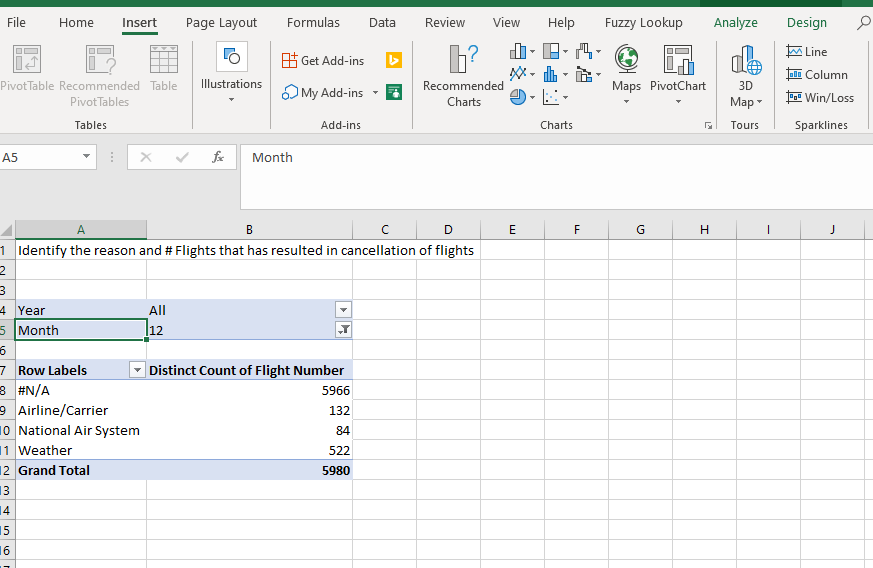 File Home Insert Page Layout Formulas Data Review View Help Fuzzy Lookup Analyze Design
PivotTable Recommended PivotTables Table Illustrations Get Add-ins My Add-ins Recommended Charts Maps PivotChart 3D Map Line Column Win/Loss
Tables Add-ins Charts Tours Sparklines
A5 fx Month
A B C D E F G H I J
1 Identify the reason and # Flights that has resulted in cancellation of flights
2
3
4 Year All
5 Month 12
6
7 Row Labels Distinct Count of Flight Number
8 #N/A 5966
9 Airline/Carrier 132
10 National Air System 84
11 Weather 522
12 Grand Total 5980
13
14
15
16